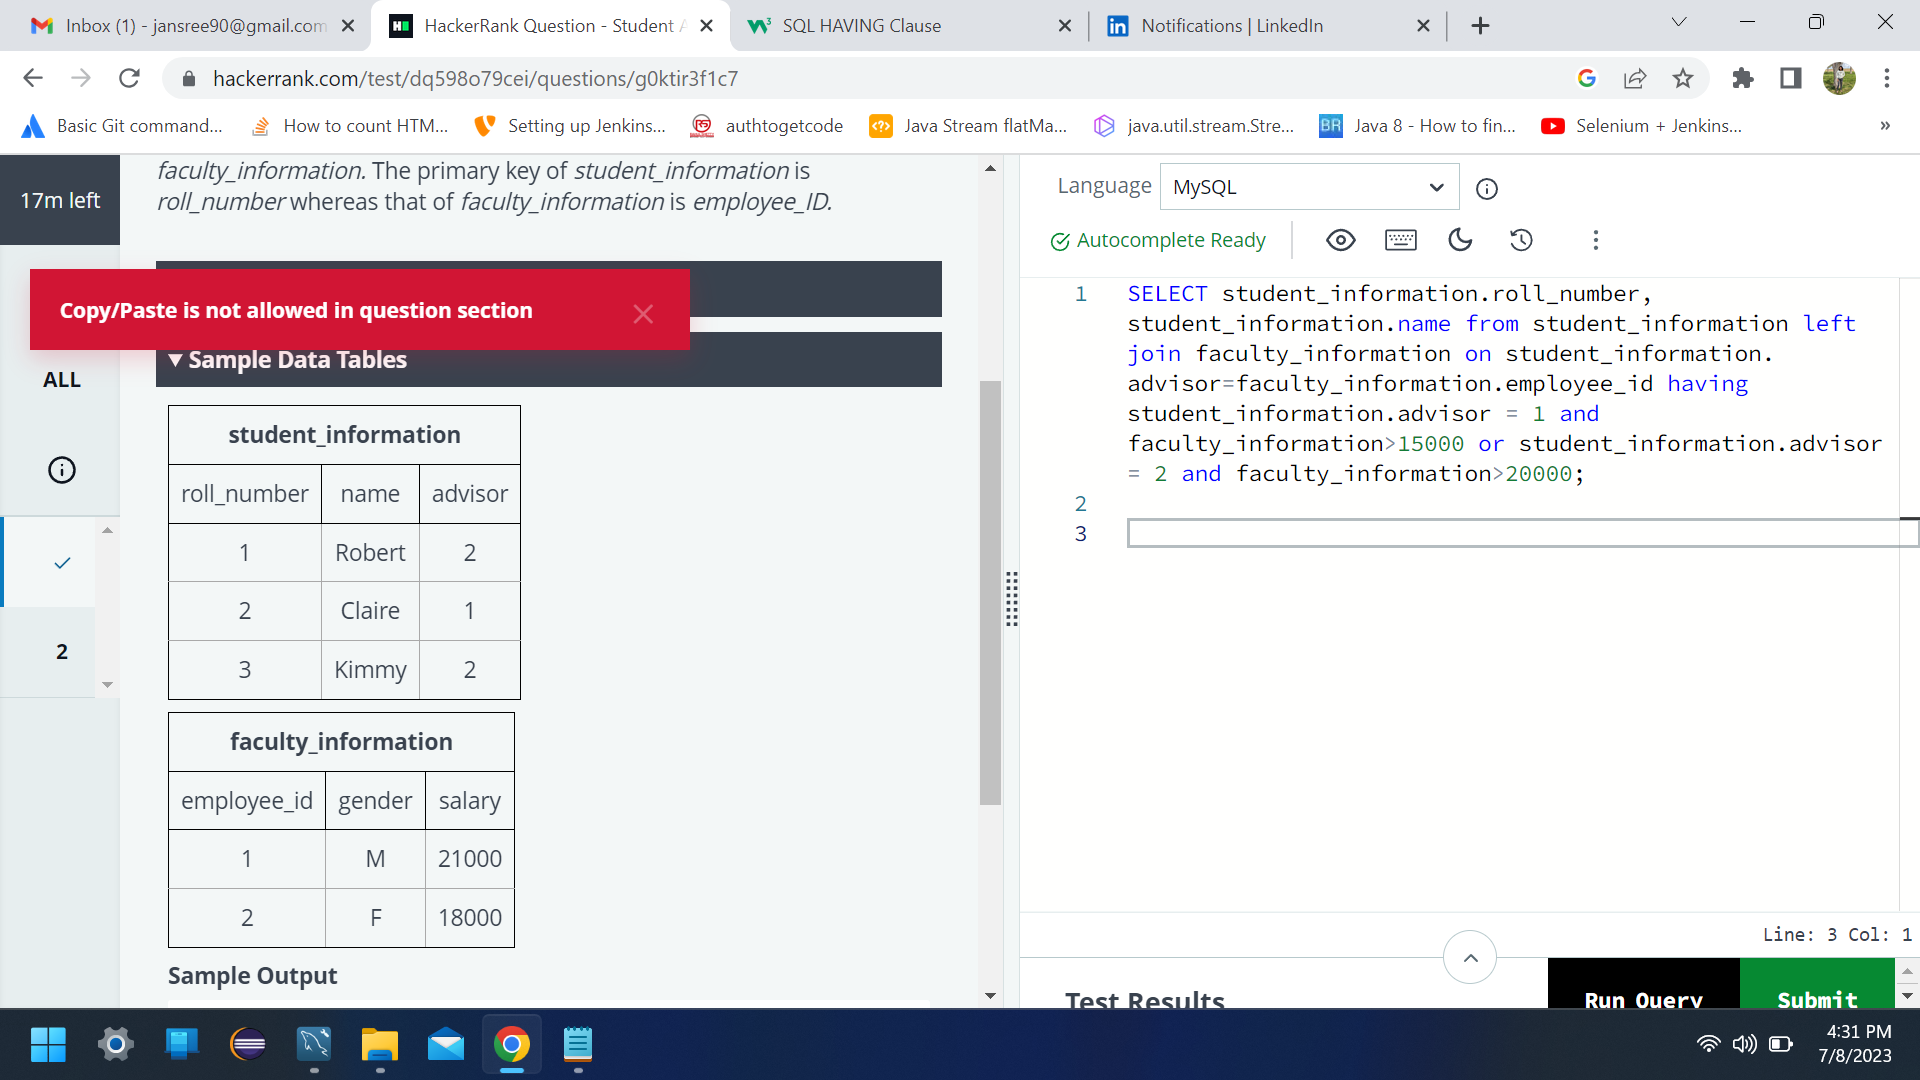 Inbox (1) - jansree90@gmail.com
HackerRank Question - Student A
SQL HAVING Clause
Notifications | LinkedIn
hackerrank.com/test/dq598o79cei/questions/g0ktir3f1c7
Basic Git command...
How to count HTM...
Setting up Jenkins...
authtogetcode
Java Stream flatMa...
java.util.stream.Stre...
BR Java 8 - How to fin...
Selenium + Jenkins...
17m left
faculty_information. The primary key of student_information is
roll_number whereas that of faculty_information is employee_ID.
Copy/Paste is not allowed in question section
Sample Data Tables
ALL
2
student_information
roll_number name advisor
1 Robert 2
2 Claire 1
3 Kimmy 2
faculty_information
employee_id gender salary
1 M 21000
2 F 18000
Sample Output
Language MySQL
Autocomplete Ready
1 SELECT student_information.roll_number,
student_information.name from student_information left
join faculty_information on student_information.
advisor=faculty_information.employee_id having
student_information.advisor = 1 and
faculty_information>15000 or student_information.advisor
= 2 and faculty_information>20000;
2
3
Line: 3 Col: 1
Test Results
Run Query
Submit
4:31 PM
7/8/2023